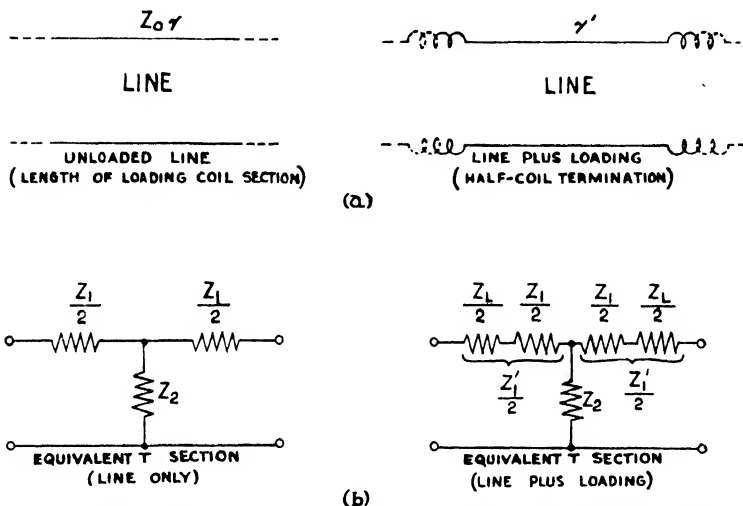 Z₀γ
LINE
UNLOADED LINE
(LENGTH OF LOADING COIL SECTION)
γ'
LINE
LINE PLUS LOADING
(HALF-COIL TERMINATION)
(a)
Z₁/2 Z₁/2
Z₂
EQUIVALENT T SECTION
(LINE ONLY)
Z_L/2 Z₁/2 Z₁/2 Z_L/2
Z₁'/2 Z₁'/2
Z₂
EQUIVALENT T SECTION
(LINE PLUS LOADING)
(b)